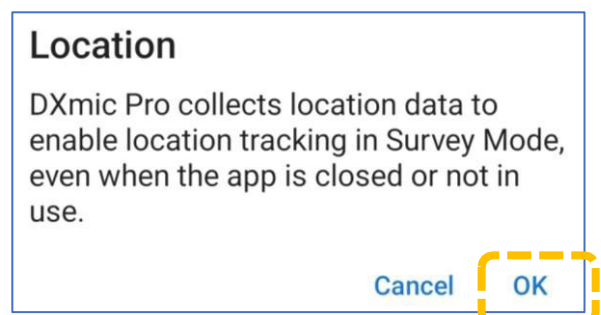 Location
DXmic Pro collects location data to
enable location tracking in Survey Mode,
even when the app is closed or not in
use.
Cancel OK